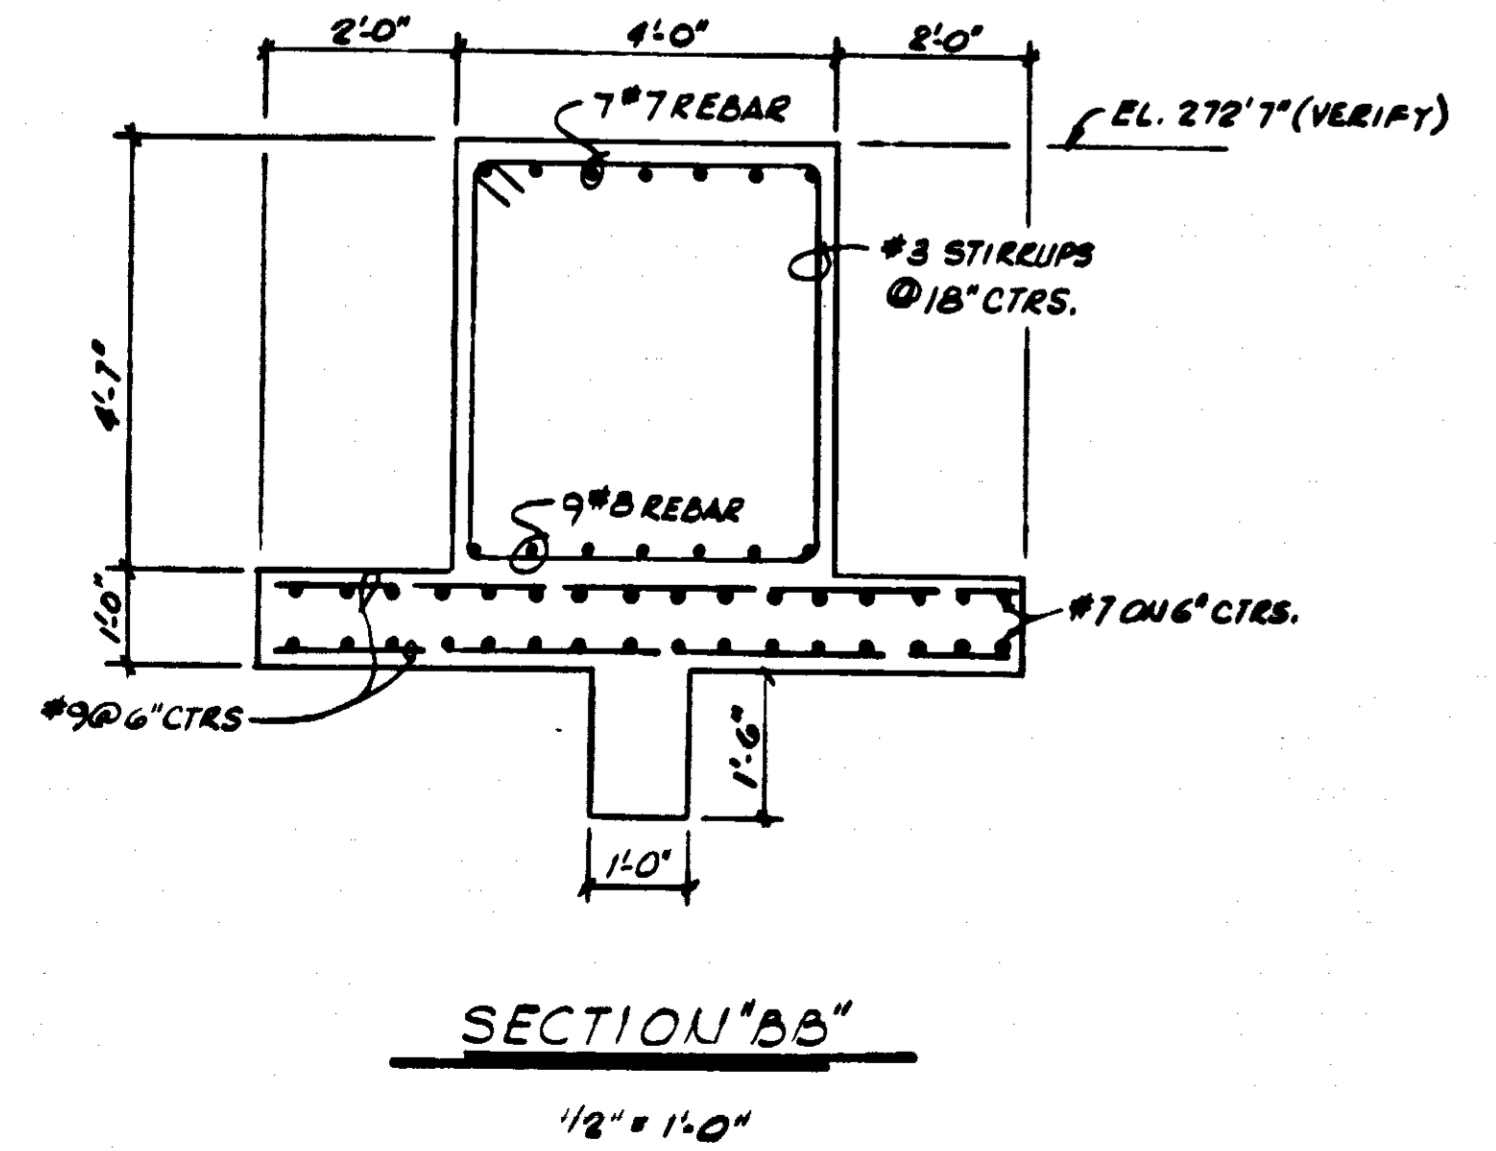 2'-0" 4'-0" 2'-0"
7 #7 REBAR
EL. 272'7" (VERIFY)
#3 STIRRUPS
@ 18" CTRS.
4'-7"
9 #8 REBAR
1'-0"
#7 ON 6" CTRS.
#9 @ 6" CTRS
1'-6"
1'-0"
SECTION "BB"
1/2" = 1'-0"